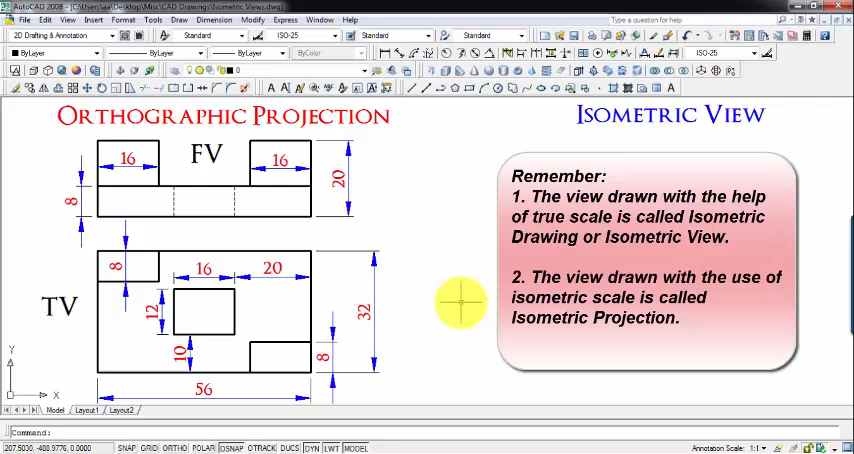 AutoCAD 2008 - [C:\Users\aa\Desktop\Misc\CAD Drawings\Isometric Views.dwg]
File Edit View Insert Format Tools Draw Dimension Modify Express Window Help
Type a question for help
2D Drafting & Annotation
Standard
ISO-25
Standard
Standard
ByLayer
ByLayer
ByLayer
ByColor
ISO-25
0
ORTHOGRAPHIC PROJECTION
ISOMETRIC VIEW
FV
16
16
20
8
TV
8
16
20
12
10
32
8
56
Remember:
1. The view drawn with the help
of true scale is called Isometric
Drawing or Isometric View.
2. The view drawn with the use of
isometric scale is called
Isometric Projection.
Y
X
Model Layout1 Layout2
Command:
207.5030, -408.9776, 0.0000 SNAP GRID ORTHO POLAR OSNAP OTRACK DUCS DYN LWT MODEL
Annotation Scale: 1:1